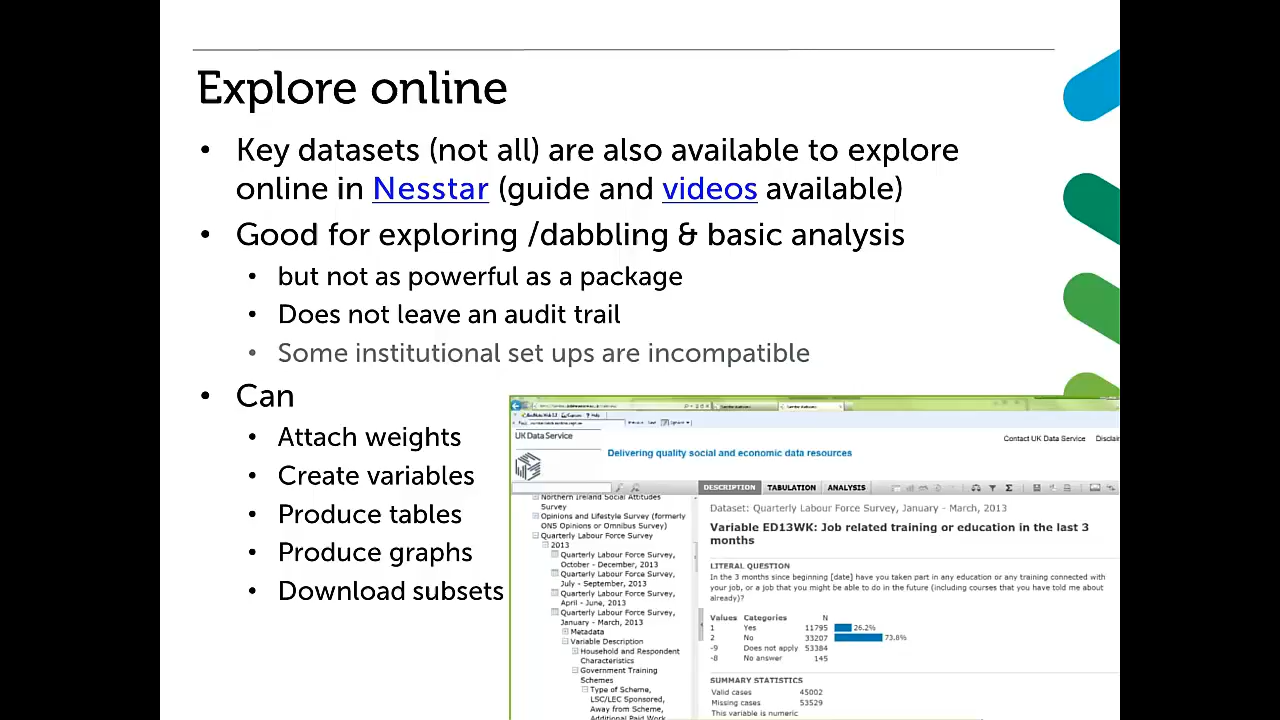 Explore online
• Key datasets (not all) are also available to explore
online in Nesstar (guide and videos available)
• Good for exploring /dabbling & basic analysis
• but not as powerful as a package
• Does not leave an audit trail
• Some institutional set ups are incompatible
• Can
• Attach weights
• Create variables
• Produce tables
• Produce graphs
• Download subsets
UK Data Service
Contact UK Data Service Disclai
Delivering quality social and economic data resources
DESCRIPTION TABULATION ANALYSIS
Northern Ireland Social Attitudes
Survey
Opinions and Lifestyle Survey (formerly
ONS Opinions or Omnibus Survey)
Quarterly Labour Force Survey
2013
Quarterly Labour Force Survey,
October - December, 2013
Quarterly Labour Force Survey,
July - September, 2013
Quarterly Labour Force Survey,
April - June, 2013
Quarterly Labour Force Survey,
January - March, 2013
Metadata
Variable Description
Household and Respondent
Characteristics
Government Training
Schemes
Type of Scheme,
LSC/LEC Sponsored,
Away from Scheme,
Additional Paid Work
Dataset: Quarterly Labour Force Survey, January - March, 2013
Variable ED13WK: Job related training or education in the last 3
months
LITERAL QUESTION
In the 3 months since beginning [date] have you taken part in any education or any training connected with
your job, or a job that you might be able to do in the future (including courses that you have told me about
already)?
Values Categories N
1 Yes 11795 26.2%
2 No 33207 73.8%
-9 Does not apply 53384
-8 No answer 145
SUMMARY STATISTICS
Valid cases 45002
Missing cases 53529
This variable is numeric